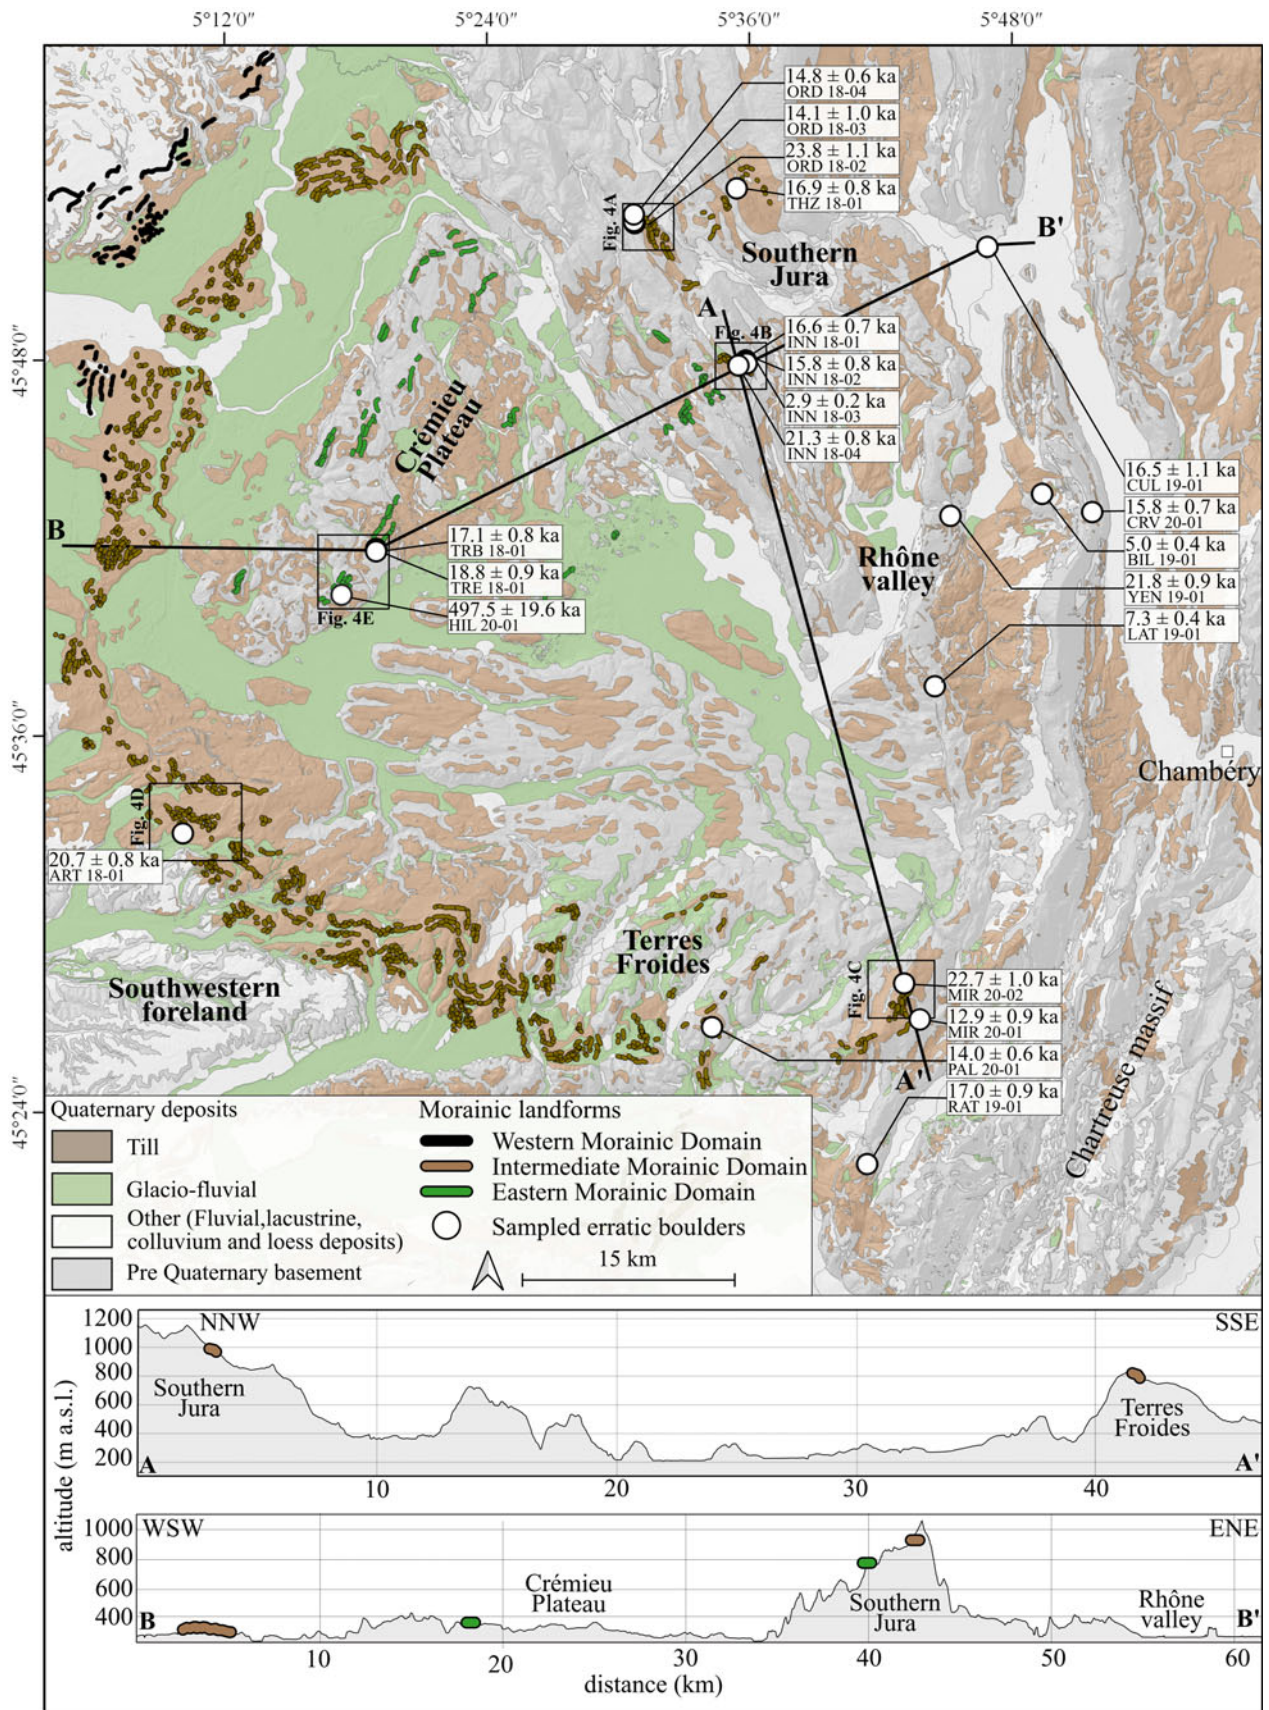 5°12'0"
5°24'0"
5°36'0"
5°48'0"
45°48'0"
45°36'0"
45°24'0"
14.8 ± 0.6 ka
ORD 18-04
14.1 ± 1.0 ka
ORD 18-03
23.8 ± 1.1 ka
ORD 18-02
16.9 ± 0.8 ka
THZ 18-01
Fig. 4A
Southern
Jura
B'
A
Fig. 4B
16.6 ± 0.7 ka
INN 18-01
15.8 ± 0.8 ka
INN 18-02
2.9 ± 0.2 ka
INN 18-03
21.3 ± 0.8 ka
INN 18-04
Crémieu
Plateau
16.5 ± 1.1 ka
CUL 19-01
15.8 ± 0.7 ka
CRV 20-01
5.0 ± 0.4 ka
BIL 19-01
21.8 ± 0.9 ka
YEN 19-01
7.3 ± 0.4 ka
LAT 19-01
B
17.1 ± 0.8 ka
TRB 18-01
18.8 ± 0.9 ka
TRE 18-01
497.5 ± 19.6 ka
HIL 20-01
Fig. 4E
Rhône
valley
Chambéry
Fig. 4D
20.7 ± 0.8 ka
ART 18-01
Terres
Froides
Southwestern
foreland
Fig. 4C
22.7 ± 1.0 ka
MIR 20-02
12.9 ± 0.9 ka
MIR 20-01
14.0 ± 0.6 ka
PAL 20-01
17.0 ± 0.9 ka
RAT 19-01
A'
Chartreuse massif
Quaternary deposits
Till
Glacio-fluvial
Other (Fluvial,lacustrine,
colluvium and loess deposits)
Pre Quaternary basement
Morainic landforms
Western Morainic Domain
Intermediate Morainic Domain
Eastern Morainic Domain
Sampled erratic boulders
15 km
altitude (m a.s.l.)
1200
1000
800
600
400
200
NNW
SSE
Southern
Jura
Terres
Froides
A
A'
10
20
30
40
1000
800
600
400
WSW
ENE
Crémieu
Plateau
Southern
Jura
Rhône
valley
B
B'
10
20
30
40
50
60
distance (km)